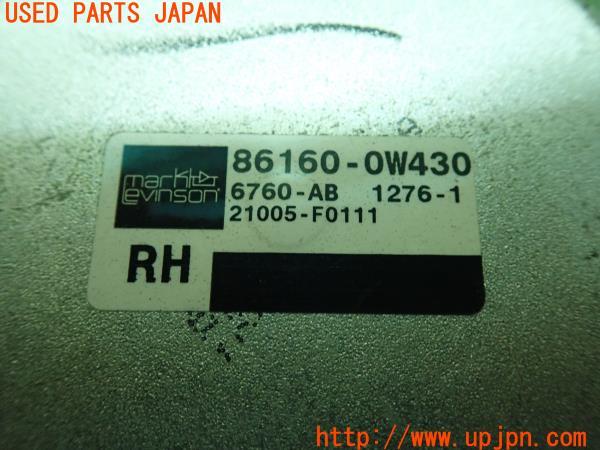 USED PARTS JAPAN
mark levinson
86160-0W430
6760-AB 1276-1
21005-F0111
RH
http://www.upjpn.com/